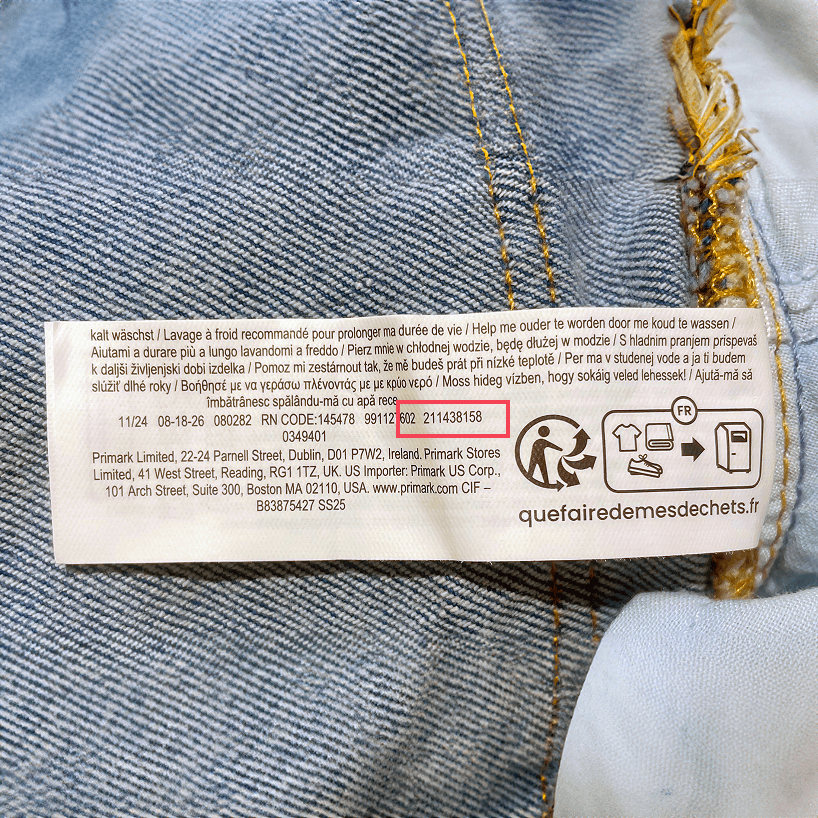 kalt wäschst / Lavage à froid recommandé pour prolonger ma durée de vie / Help me ouder te worden door me koud te wassen /
Aiutami a durare più a lungo lavandomi a freddo / Pierz mnie w chłodnej wodzie, będę dłużej w modzie / S hladnim pranjem prispevaš
k daljši življenjski dobi izdelka / Pomoz mi zestárnout tak, že mě budeš prát při nízké teplotě / Per ma v studenej vode a ja ti budem
slúžiť dlhé roky / Βοήθησέ με να γεράσω πλένοντάς με με κρύο νερό / Moss hideg vízben, hogy sokáig veled lehessek! / Ajută-mă să
îmbătrânesc spălându-mă cu apă rece
11/24 08-18-26 080282 RN CODE:145478 991127602 211438158
0349401
Primark Limited, 22-24 Parnell Street, Dublin, D01 P7W2, Ireland. Primark Stores
Limited, 41 West Street, Reading, RG1 1TZ, UK. US Importer: Primark US Corp.,
101 Arch Street, Suite 300, Boston MA 02110, USA. www.primark.com CIF –
B83875427 SS25
FR
quefairedemesdechets.fr